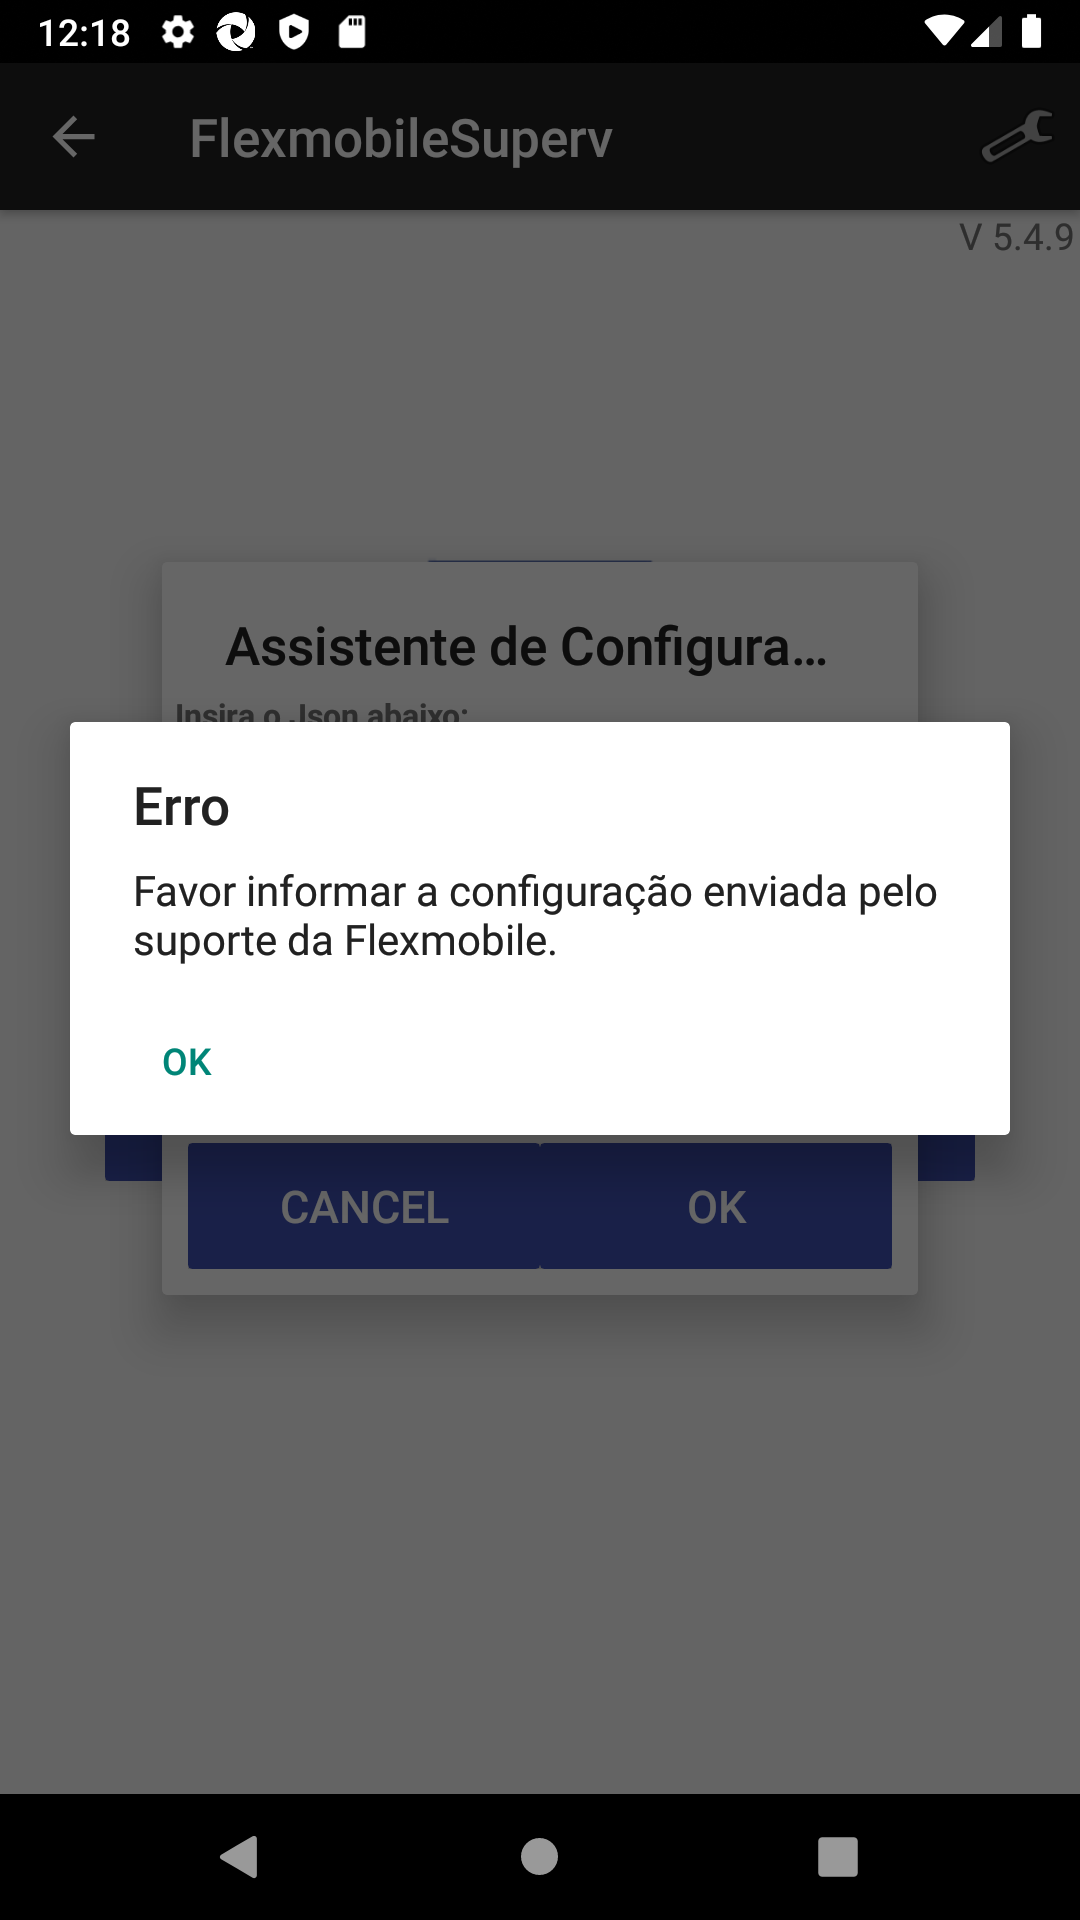 12:18
FlexmobileSuperv
V 5.4.9
Assistente de Configura...
Insira o Json abaixo:
Erro
Favor informar a configuração enviada pelo
suporte da Flexmobile.
OK
CANCEL OK